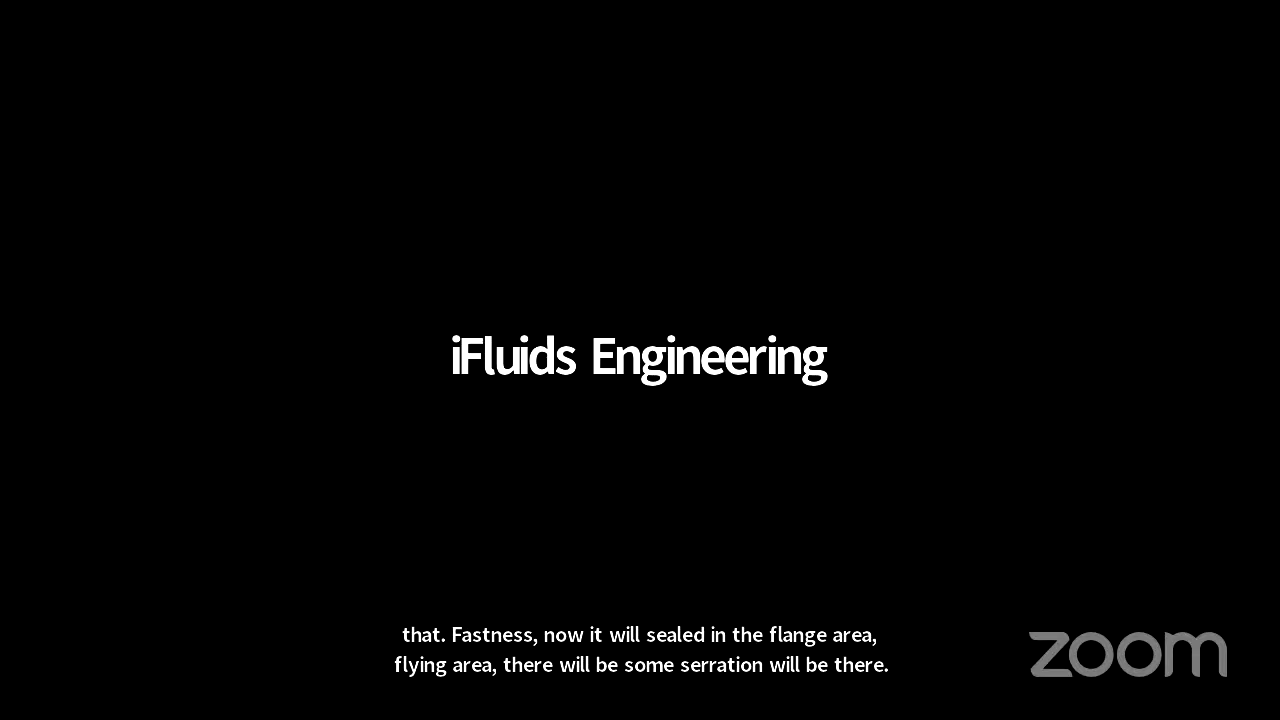 iFluids Engineering
that. Fastness, now it will sealed in the flange area,
flying area, there will be some serration will be there.
zoom